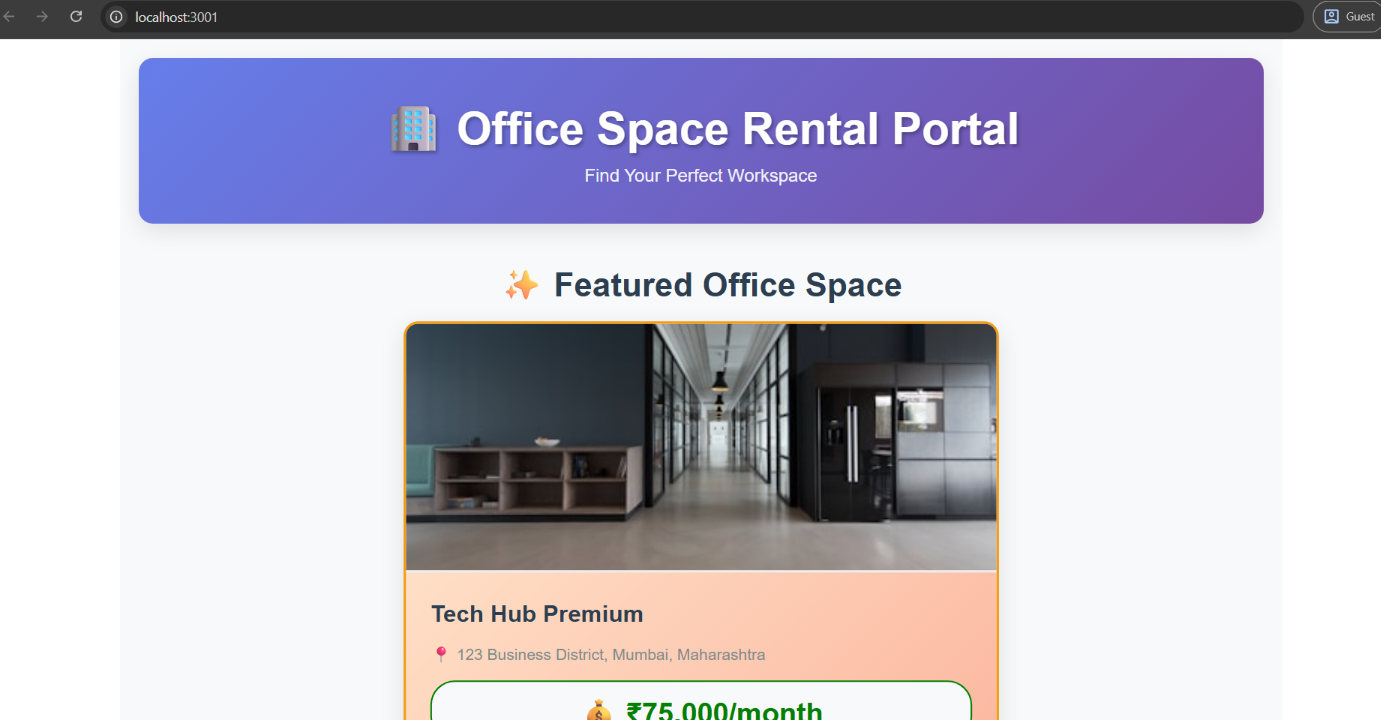 localhost:3001
Guest
Office Space Rental Portal
Find Your Perfect Workspace
Featured Office Space
Tech Hub Premium
123 Business District, Mumbai, Maharashtra
₹75,000/month